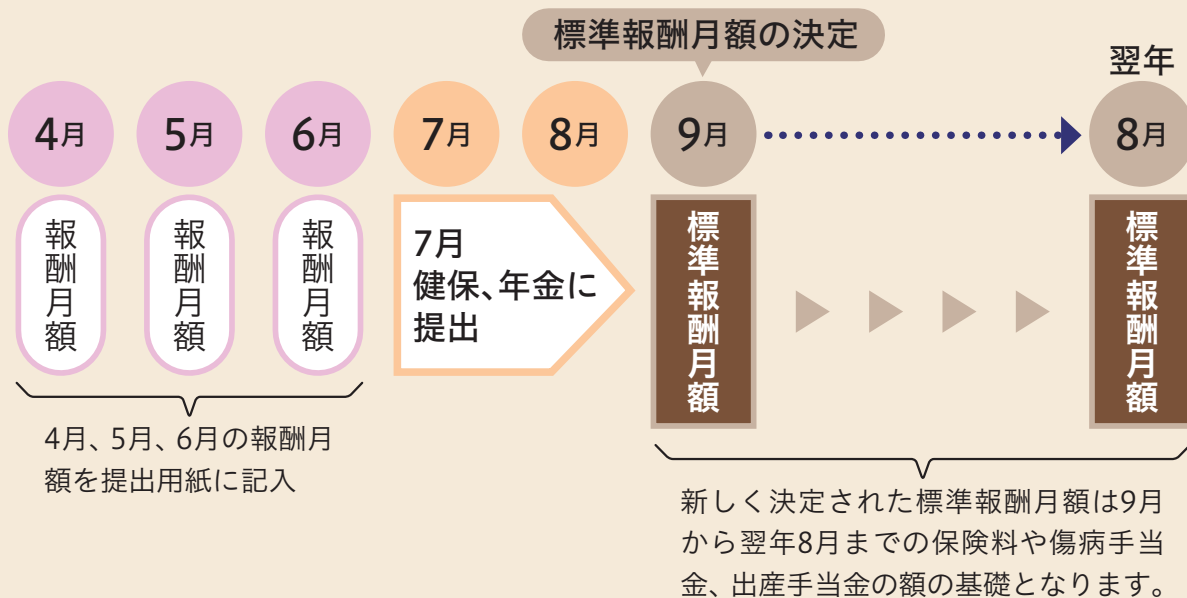 標準報酬月額の決定
翌年
4月
5月
6月
7月
8月
9月
8月
報酬月額
報酬月額
報酬月額
7月
健保、年金に
提出
標準報酬月額
標準報酬月額
4月、5月、6月の報酬月
額を提出用紙に記入
新しく決定された標準報酬月額は9月
から翌年8月までの保険料や傷病手当
金、出産手当金の額の基礎となります。